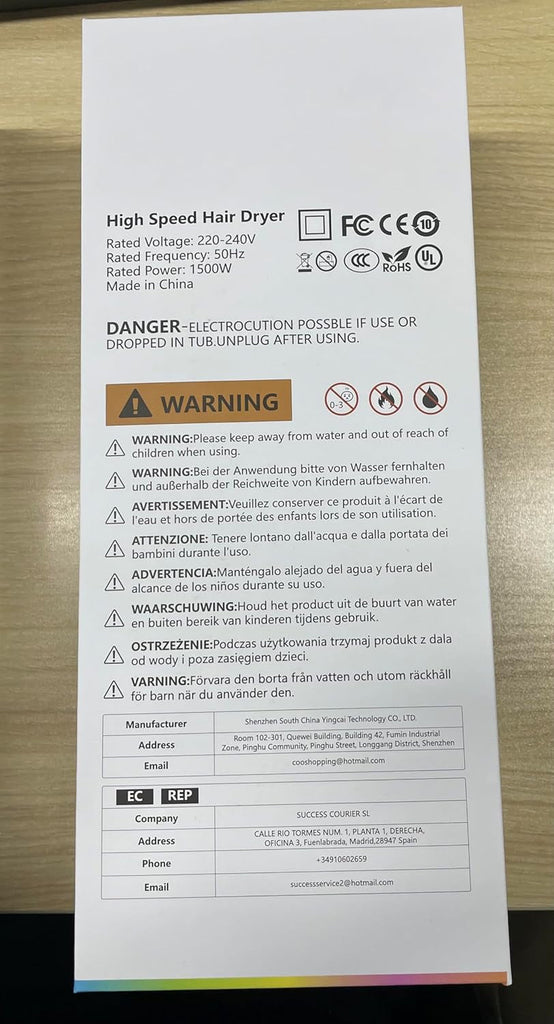 High Speed Hair Dryer
Rated Voltage: 220-240V
Rated Frequency: 50Hz
Rated Power: 1500W
Made in China
FC CE 10
CCC RoHS UL
DANGER-ELECTROCUTION POSSBLE IF USE OR
DROPPED IN TUB.UNPLUG AFTER USING.
WARNING
0-3
WARNING:Please keep away from water and out of reach of
children when using.
WARNING:Bei der Anwendung bitte von Wasser fernhalten
und außerhalb der Reichweite von Kindern aufbewahren.
AVERTISSEMENT:Veuillez conserver ce produit à l'écart de
l'eau et hors de portée des enfants lors de son utilisation.
ATTENZIONE: Tenere lontano dall'acqua e dalla portata dei
bambini durante l'uso.
ADVERTENCIA:Manténgalo alejado del agua y fuera del
alcance de los niños durante su uso.
WAARSCHUWING:Houd het product uit de buurt van water
en buiten bereik van kinderen tijdens gebruik.
OSTRZEŻENIE:Podczas użytkowania trzymaj produkt z dala
od wody i poza zasięgiem dzieci.
VARNING:Förvara den borta från vatten och utom räckhåll
för barn när du använder den.
Manufacturer Shenzhen South China Yingcai Technology CO., LTD.
Address Room 102-301, Quewei Building, Building 42, Fumin Industrial
Zone, Pinghu Community, Pinghu Street, Longgang District, Shenzhen
Email cooshopping@hotmail.com
EC REP
Company SUCCESS COURIER SL
Address CALLE RIO TORMES NUM. 1, PLANTA 1, DERECHA,
OFICINA 3, Fuenlabrada, Madrid,28947 Spain
Phone +34910602659
Email successservice2@hotmail.com